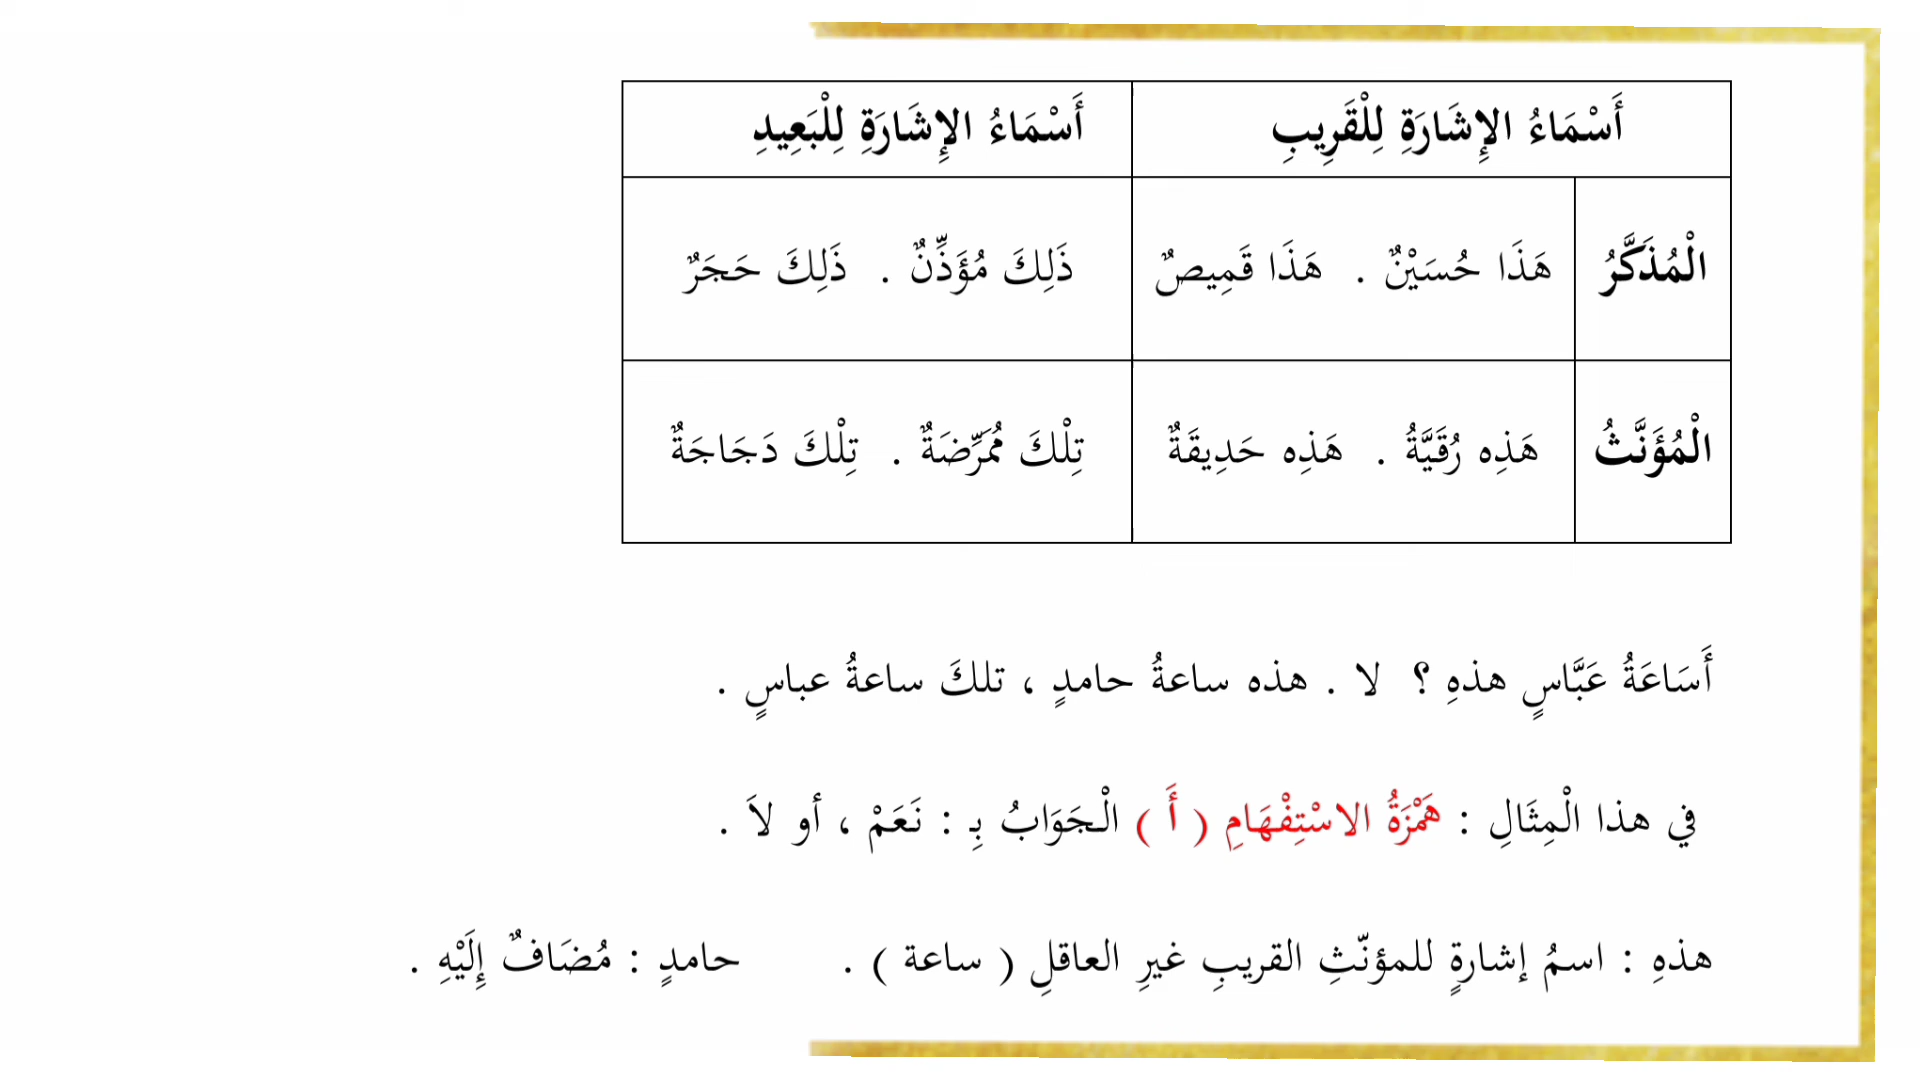 أَسْمَاءُ الإِشَارَةِ لِلْقَرِيبِ أَسْمَاءُ الإِشَارَةِ لِلْبَعِيدِ
الْمُذَكَّرُ هَذَا حُسَيْنٌ . هَذَا قَمِيصٌ ذَلِكَ مُؤَذِّنٌ . ذَلِكَ حَجَرٌ
الْمُؤَنَّثُ هَذِه رُقَيَّةُ . هَذِه حَدِيقَةٌ تِلْكَ مُمَرِّضَةٌ . تِلْكَ دَجَاجَةٌ
أَسَاعَةُ عَبَّاسٍ هذهِ ؟ لا . هذه ساعةُ حامدٍ ، تلكَ ساعةُ عباسٍ .
في هذا الْمِثَالِ : هَمْزَةُ الاسْتِفْهَامِ ( أَ ) الْجَوَابُ بِـ : نَعَمْ ، أو لاَ .
هذهِ : اسمُ إشارةٍ للمؤنّثِ القريبِ غيرِ العاقلِ ( ساعة ) . حامدٍ : مُضَافٌ إِلَيْهِ .